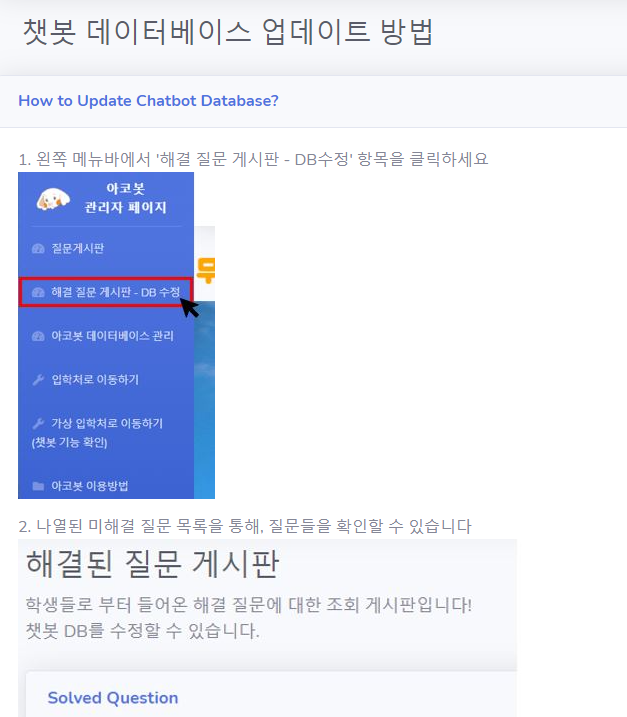 챗봇 데이터베이스 업데이트 방법
How to Update Chatbot Database?
1. 왼쪽 메뉴바에서 '해결 질문 게시판 - DB수정' 항목을 클릭하세요
아코봇
관리자 페이지
질문게시판
해결 질문 게시판 - DB 수정
아코봇 데이터베이스 관리
입학처로 이동하기
가상 입학처로 이동하기
(챗봇 기능 확인)
아코봇 이용방법
2. 나열된 미해결 질문 목록을 통해, 질문들을 확인할 수 있습니다
해결된 질문 게시판
학생들로 부터 들어온 해결 질문에 대한 조회 게시판입니다!
챗봇 DB를 수정할 수 있습니다.
Solved Question